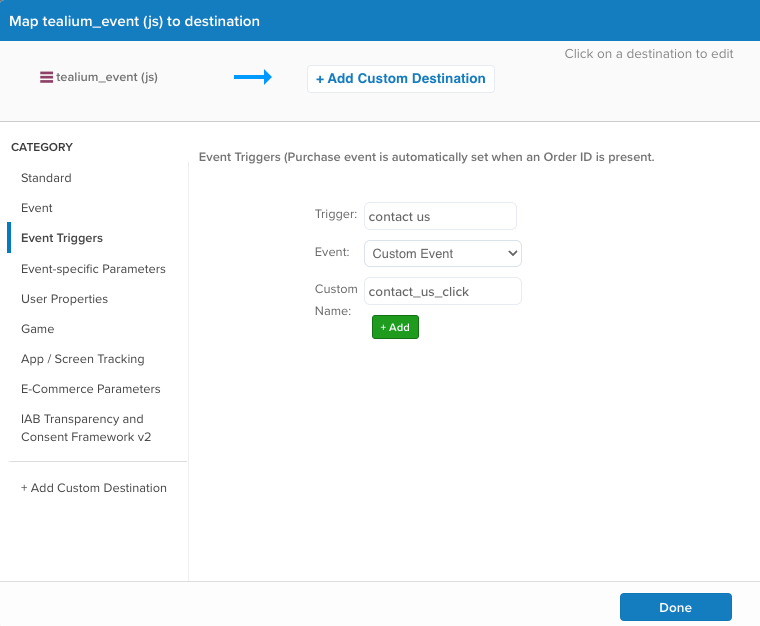 Map tealium_event (js) to destination
Click on a destination to edit
tealium_event (js)
+ Add Custom Destination
CATEGORY
Standard
Event
Event Triggers
Event-specific Parameters
User Properties
Game
App / Screen Tracking
E-Commerce Parameters
IAB Transparency and
Consent Framework v2
+ Add Custom Destination
Event Triggers (Purchase event is automatically set when an Order ID is present.
Trigger: contact us
Event: Custom Event
Custom contact_us_click
Name:
+ Add
Done